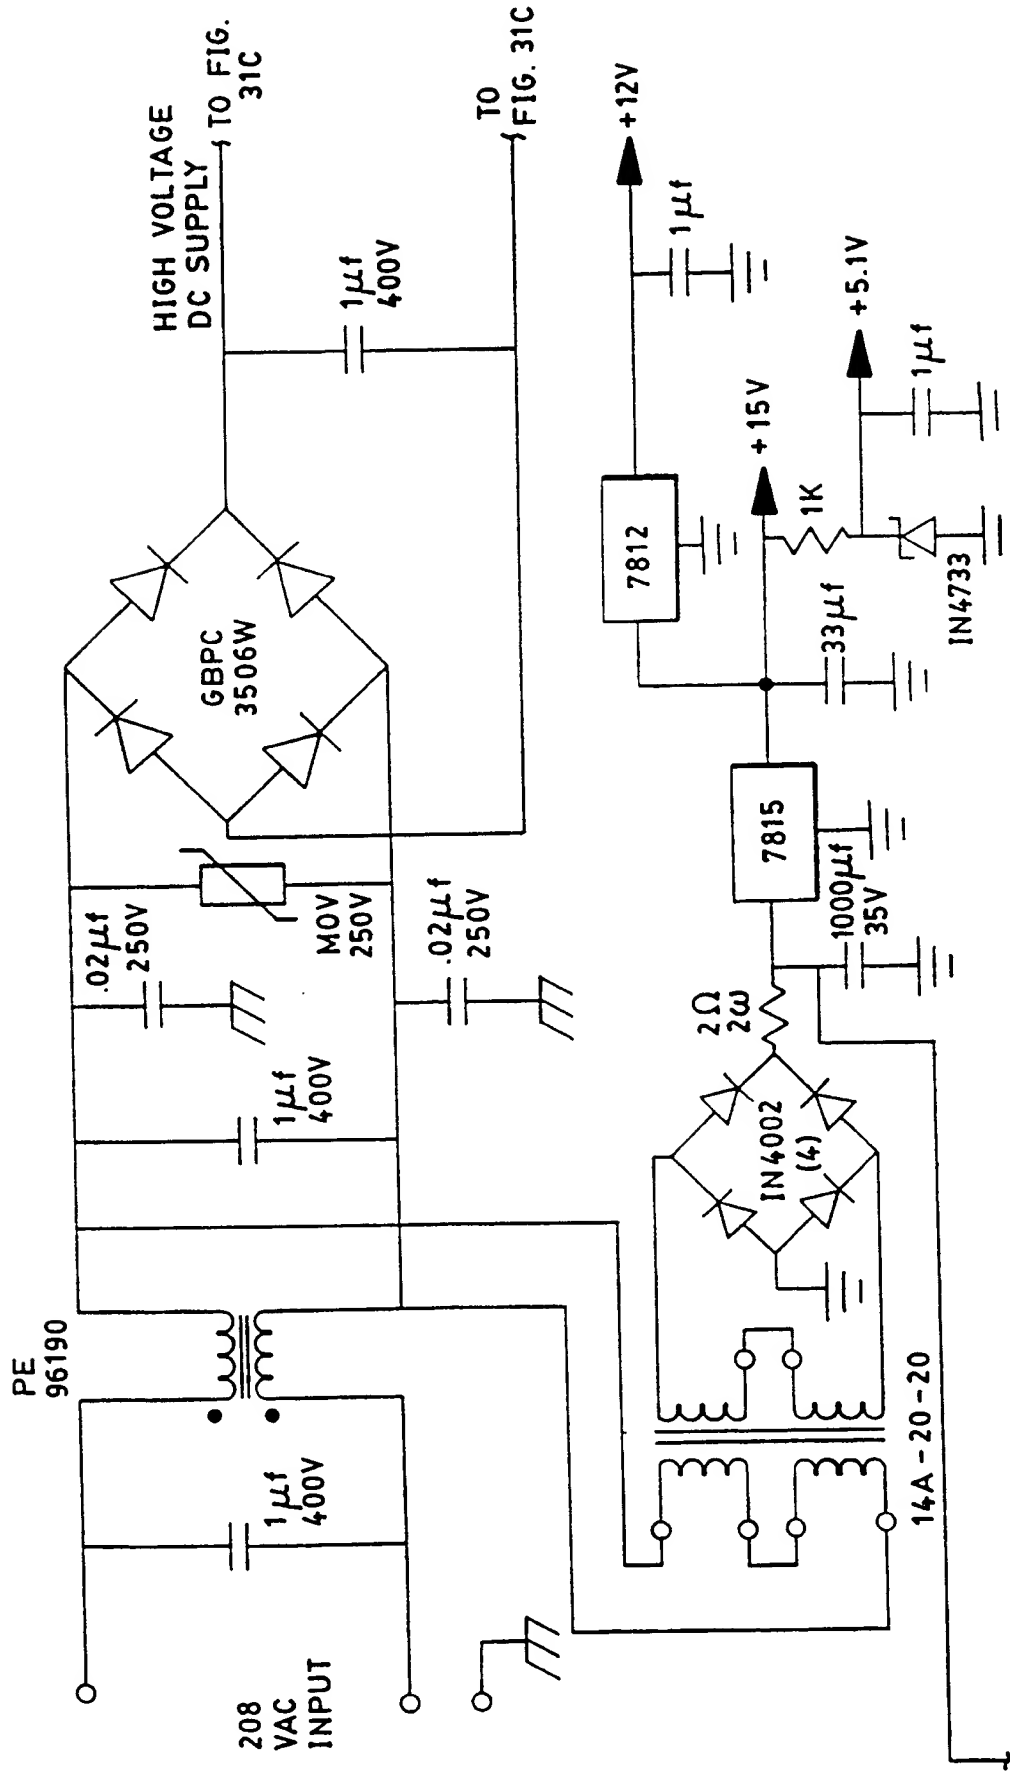 PE
96190
208
VAC
INPUT
1µf
400V
1µf
400V
.02µf
250V
MOV
250V
.02µf
250V
GBPC
3506W
HIGH VOLTAGE
DC SUPPLY
1µf
400V
TO FIG.
31C
TO
FIG. 31C
14A-20-20
IN4002
(4)
2Ω
2ω
1000µf
35V
7815
33µf
7812
+12V
1µf
+15V
1K
IN4733
+5.1V
1µf